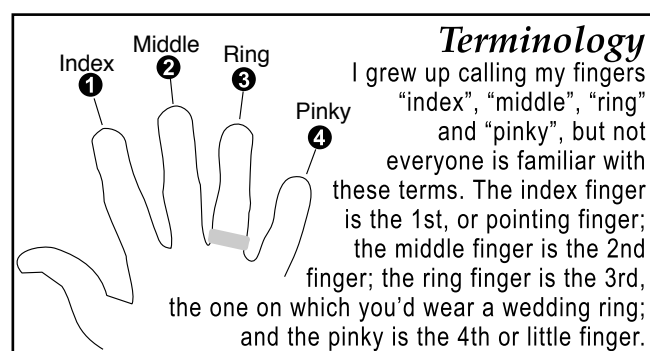 Terminology
Index
1
Middle
2
Ring
3
Pinky
4
I grew up calling my fingers
“index”, “middle”, “ring”
and “pinky”, but not
everyone is familiar with
these terms. The index finger
is the 1st, or pointing finger;
the middle finger is the 2nd
finger; the ring finger is the 3rd,
the one on which you’d wear a wedding ring;
and the pinky is the 4th or little finger.